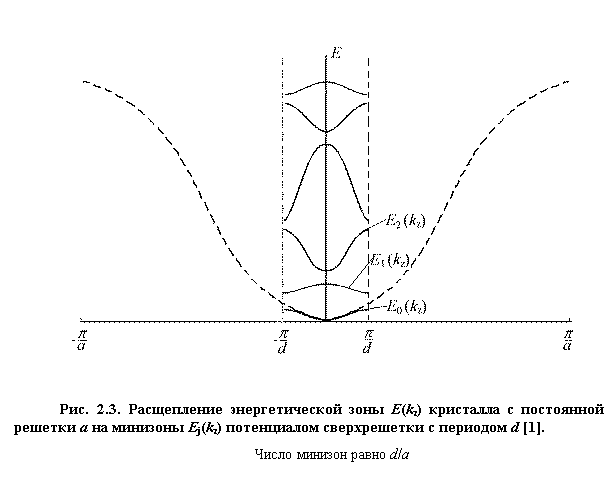 E
E₂(k_z)
E₁(k_z)
E₀(k_z)
-π/a
-π/d
π/d
π/a
Рис. 2.3. Расщепление энергетической зоны E(k_z) кристалла с постоянной
решетки a на минизоны E_j(k_z) потенциалом сверхрешетки с периодом d [1].
Число минизон равно d/a